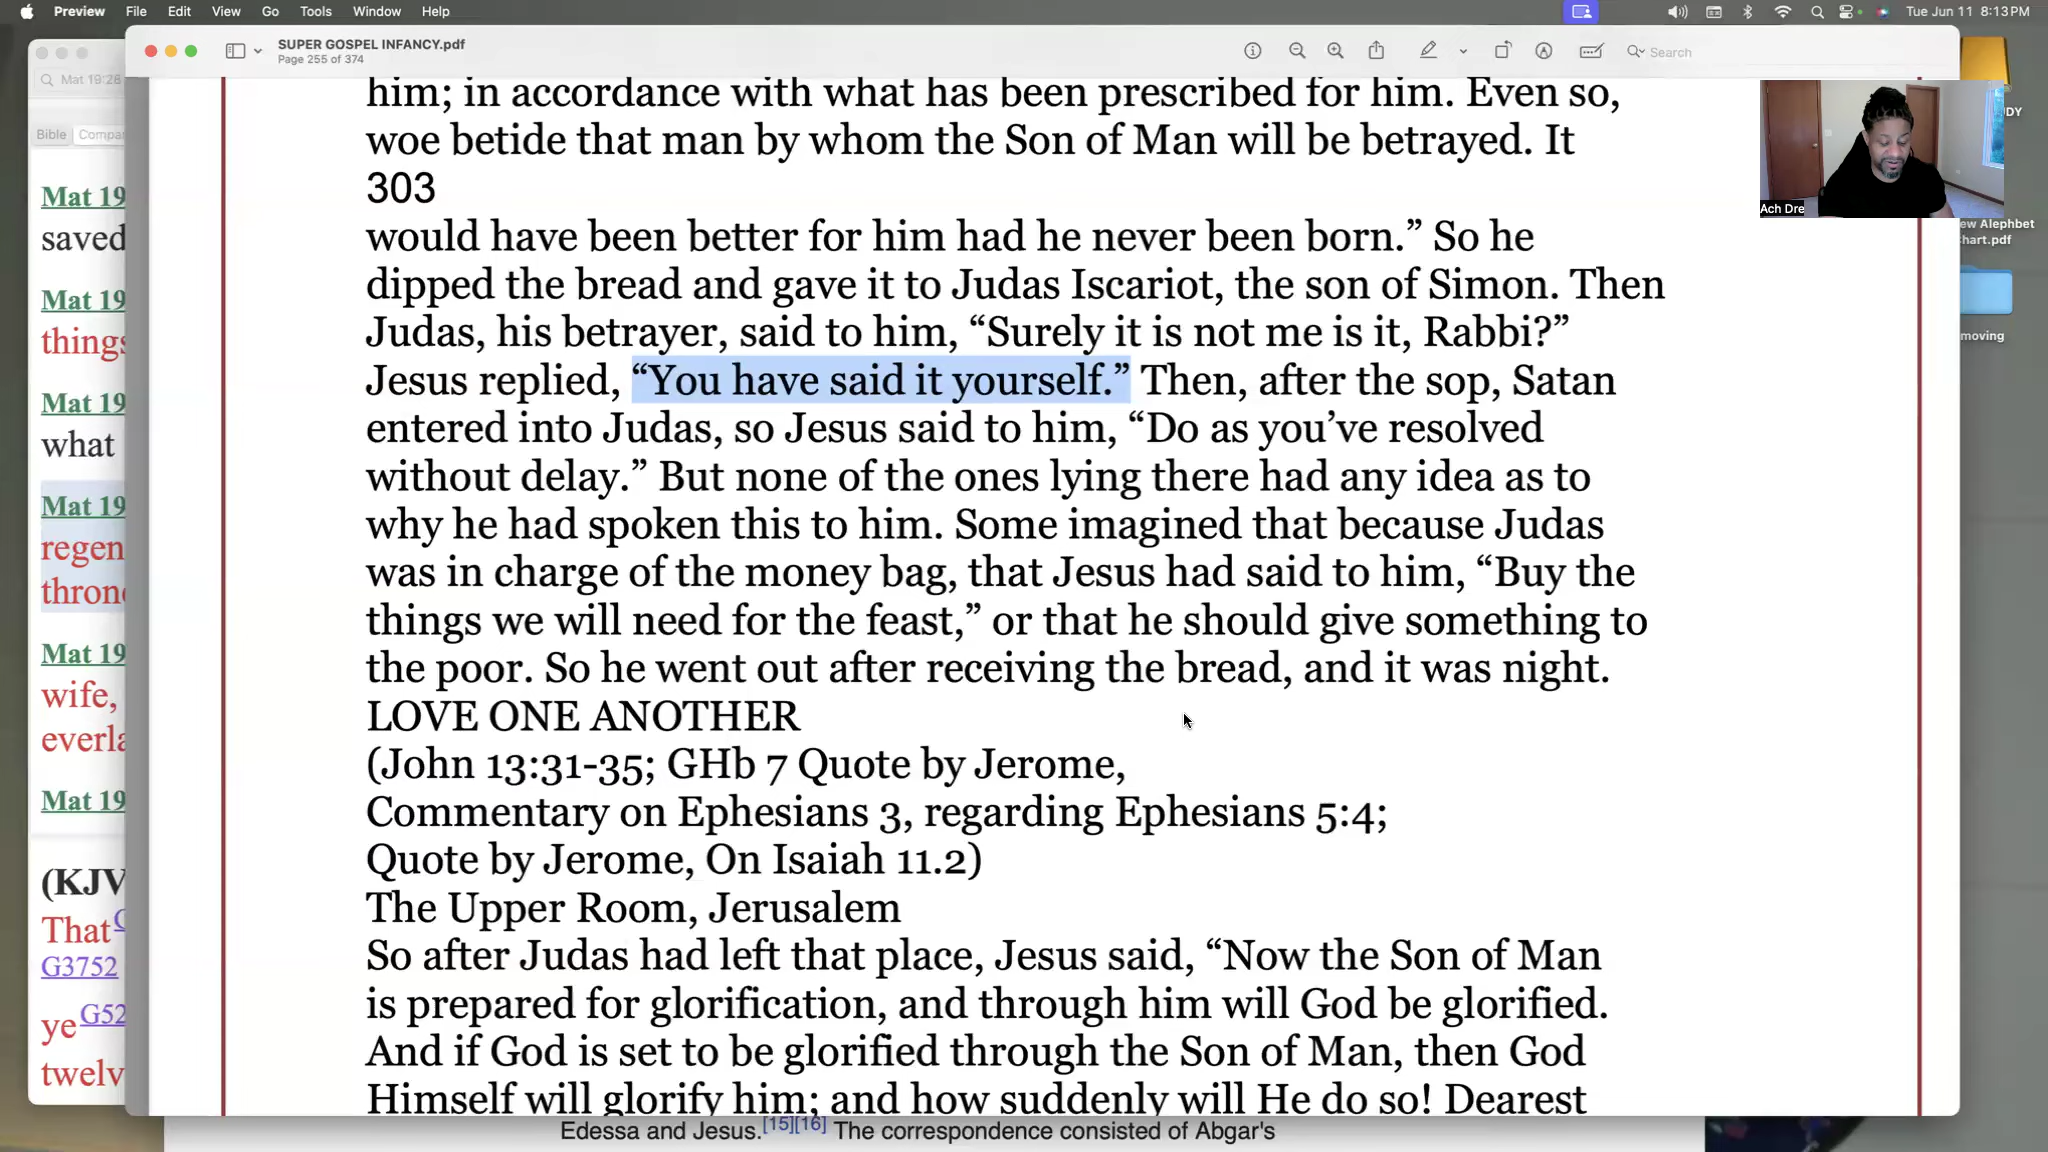 Preview File Edit View Go Tools Window Help
Tue Jun 11 8:13 PM
SUPER GOSPEL INFANCY.pdf
Page 255 of 374
Search
Mat 19:28
Bible Compar
Mat 19
saved
Mat 19
things
Mat 19
what
Mat 19
regen
throne
Mat 19
wife,
everla
Mat 19
(KJV
That
G3752
ye G52
twelv
him; in accordance with what has been prescribed for him. Even so,
woe betide that man by whom the Son of Man will be betrayed. It
303
would have been better for him had he never been born.” So he
dipped the bread and gave it to Judas Iscariot, the son of Simon. Then
Judas, his betrayer, said to him, “Surely it is not me is it, Rabbi?”
Jesus replied, “You have said it yourself.” Then, after the sop, Satan
entered into Judas, so Jesus said to him, “Do as you’ve resolved
without delay.” But none of the ones lying there had any idea as to
why he had spoken this to him. Some imagined that because Judas
was in charge of the money bag, that Jesus had said to him, “Buy the
things we will need for the feast,” or that he should give something to
the poor. So he went out after receiving the bread, and it was night.
LOVE ONE ANOTHER
(John 13:31-35; GHb 7 Quote by Jerome,
Commentary on Ephesians 3, regarding Ephesians 5:4;
Quote by Jerome, On Isaiah 11.2)
The Upper Room, Jerusalem
So after Judas had left that place, Jesus said, “Now the Son of Man
is prepared for glorification, and through him will God be glorified.
And if God is set to be glorified through the Son of Man, then God
Himself will glorify him; and how suddenly will He do so! Dearest
Edessa and Jesus.[15][16] The correspondence consisted of Abgar's
Ach Dre
UDY
ew Alephbet
hart.pdf
moving